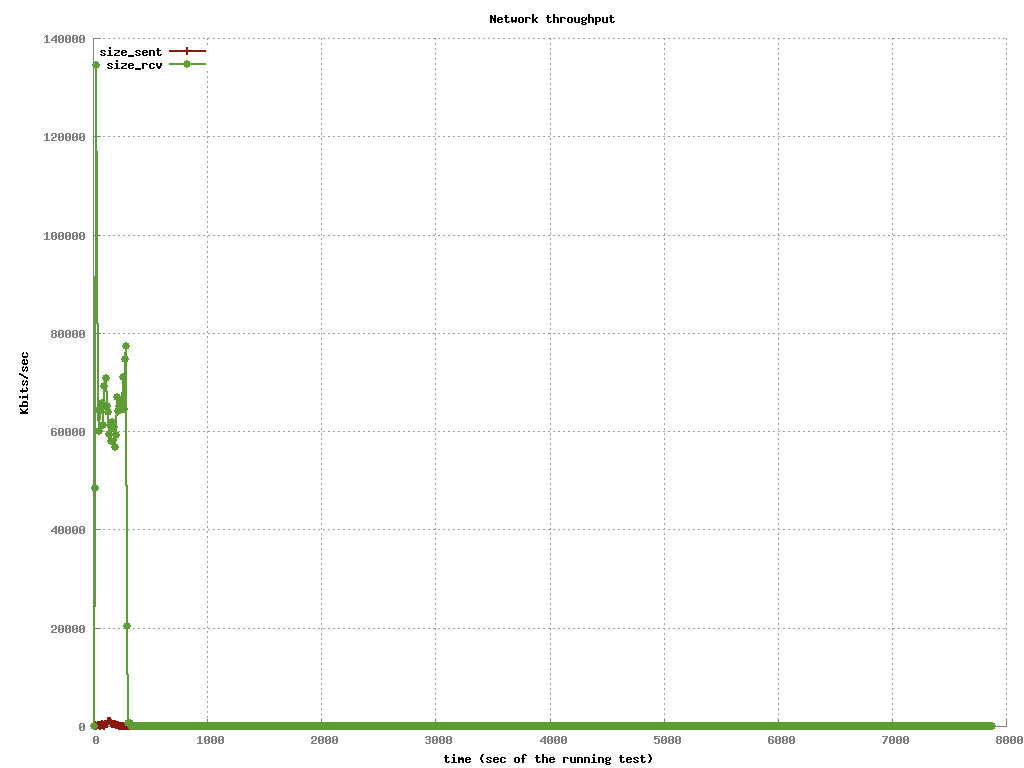 Network throughput
140000
size_sent
size_rcv
120000
100000
80000
Kbits/sec
60000
40000
20000
0
0 1000 2000 3000 4000 5000 6000 7000 8000
time (sec of the running test)